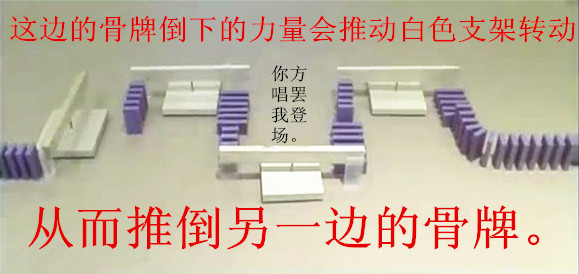 这边的骨牌倒下的力量会推动白色支架转动
你方
唱罢
我登
场。
从而推倒另一边的骨牌。